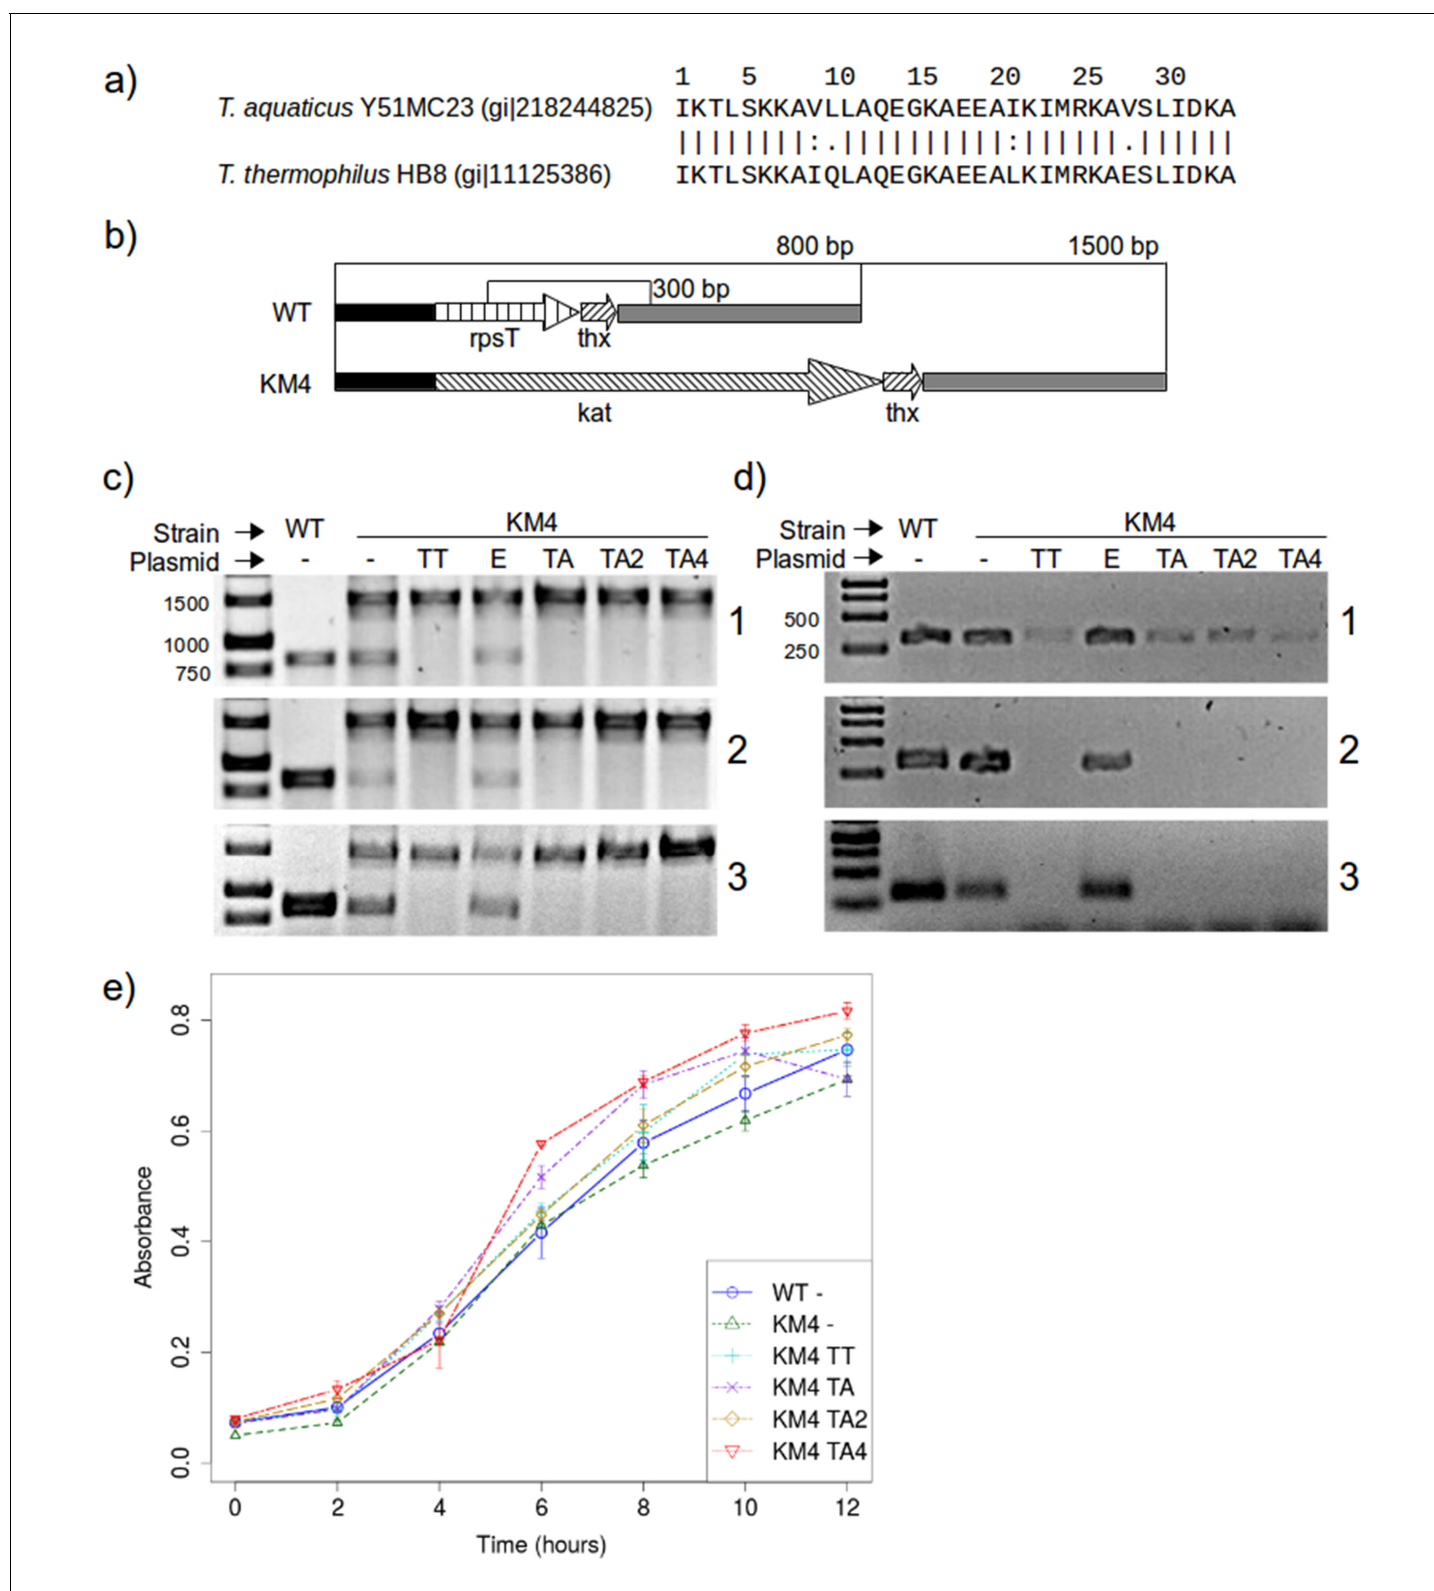 a)
1 5 10 15 20 25 30
T. aquaticus Y51MC23 (gi|218244825) IKTLSKKAVLLAQEGKAEEAIKIMRKAVSLIDKA
||||||||:.||||||||||:||||||.||||||
T. thermophilus HB8 (gi|11125386) IKTLSKKAIQLAQEGKAEEALKIMRKAESLIDKA
b)
800 bp 1500 bp
300 bp
WT
rpsT thx
KM4
kat thx
c)
Strain → WT KM4
Plasmid → - - TT E TA TA2 TA4
1500
1000
750
1
2
3
d)
Strain → WT KM4
Plasmid → - - TT E TA TA2 TA4
500
250
1
2
3
e)
Absorbance
0.8
0.6
0.4
0.2
0.0
WT -
KM4 -
KM4 TT
KM4 TA
KM4 TA2
KM4 TA4
0 2 4 6 8 10 12
Time (hours)